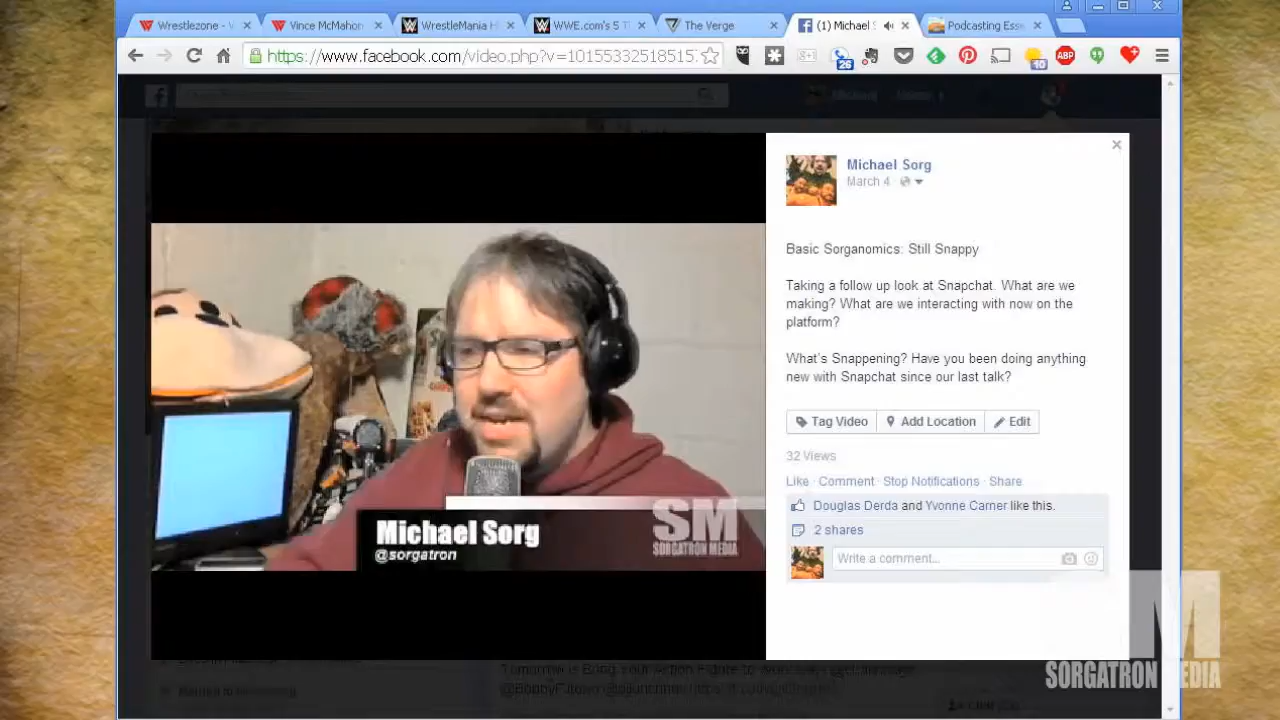 Wrestlezone -
Vince McMahon
WrestleMania H
WWE.com's 5 T
The Verge
(1) Michael S
Podcasting Esse
https://www.facebook.com/video.php?v=10155332518515
26
10
ABP
Michael Sorg
March 4
Basic Sorganomics: Still Snappy
Taking a follow up look at Snapchat. What are we
making? What are we interacting with now on the
platform?
What's Snappening? Have you been doing anything
new with Snapchat since our last talk?
Tag Video
Add Location
Edit
32 Views
Like · Comment · Stop Notifications · Share
Douglas Derda and Yvonne Carner like this.
2 shares
Write a comment...
Michael Sorg
@sorgatron
SM
SORGATRON MEDIA
M
SORGATRON MEDIA